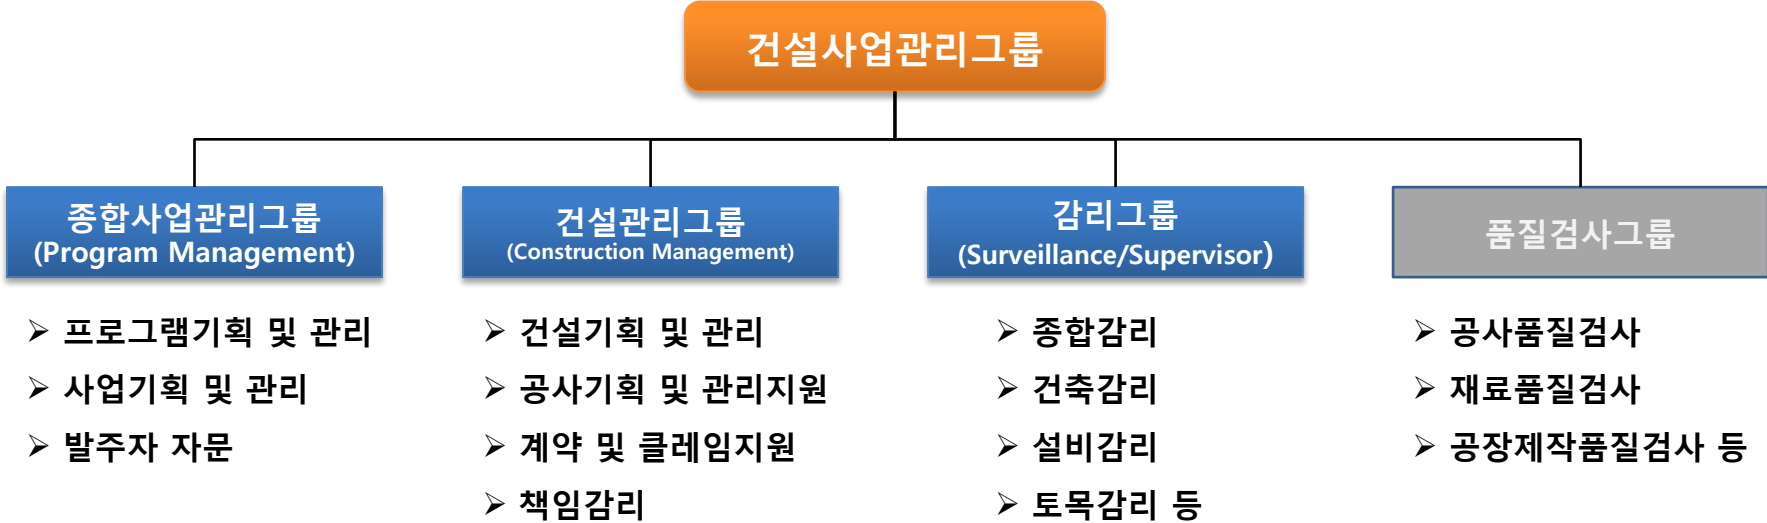 건설사업관리그룹
종합사업관리그룹
(Program Management)
건설관리그룹
(Construction Management)
감리그룹
(Surveillance/Supervisor)
품질검사그룹
➢ 프로그램기획 및 관리
➢ 사업기획 및 관리
➢ 발주자 자문
➢ 건설기획 및 관리
➢ 공사기획 및 관리지원
➢ 계약 및 클레임지원
➢ 책임감리
➢ 종합감리
➢ 건축감리
➢ 설비감리
➢ 토목감리 등
➢ 공사품질검사
➢ 재료품질검사
➢ 공장제작품질검사 등